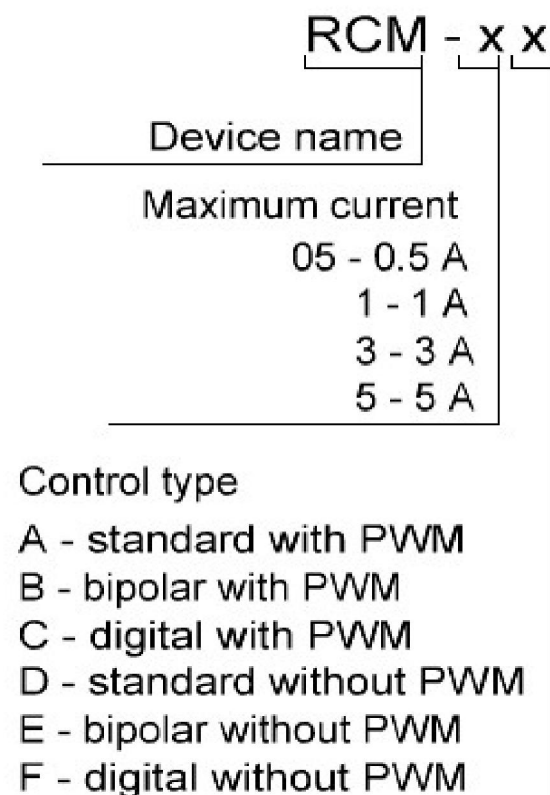 RCM - x x
Device name
Maximum current
05 - 0.5 A
1 - 1 A
3 - 3 A
5 - 5 A
Control type
A - standard with PWM
B - bipolar with PWM
C - digital with PWM
D - standard without PWM
E - bipolar without PWM
F - digital without PWM